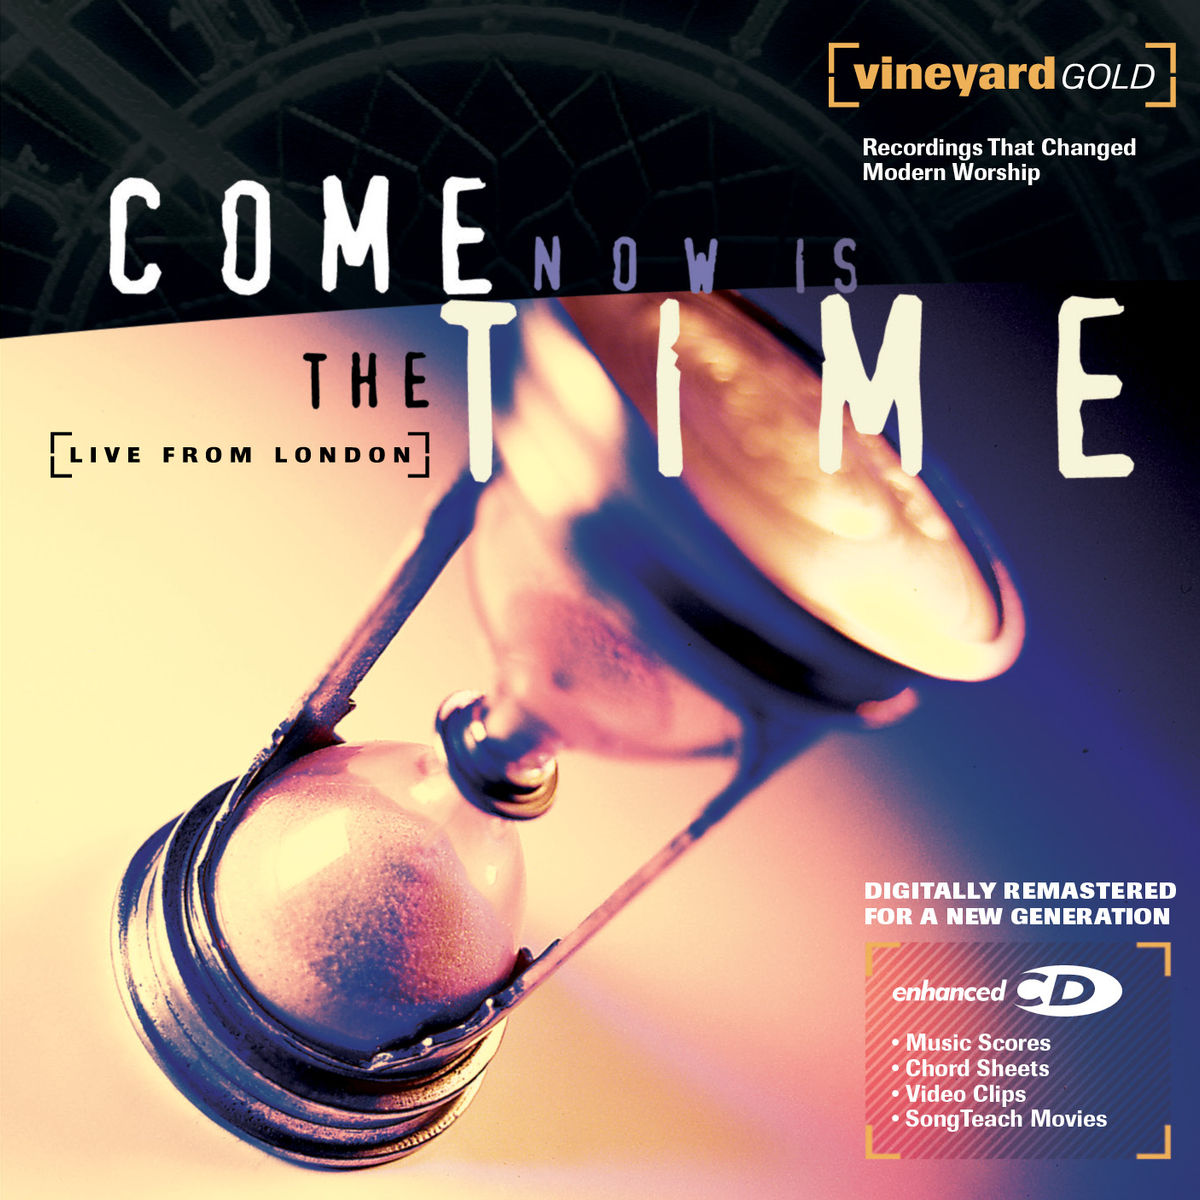 vineyard GOLD
Recordings That Changed
Modern Worship
COME NOW IS
THE TIME
LIVE FROM LONDON
DIGITALLY REMASTERED
FOR A NEW GENERATION
enhanced CD
• Music Scores
• Chord Sheets
• Video Clips
• SongTeach Movies